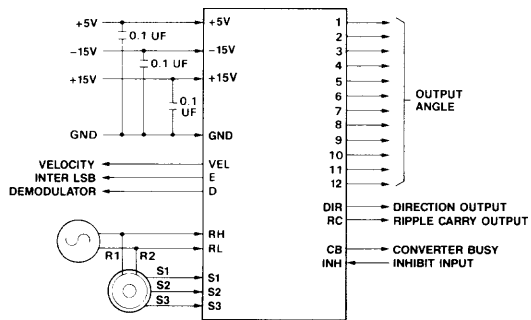 +5V +5V 1
0.1 UF 2
-15V -15V 3
0.1 UF 4
+15V +15V 5
0.1 UF 6
7
8
GND GND 9
10
11
12
OUTPUT ANGLE
VELOCITY VEL
INTER LSB E
DEMODULATOR D
DIR DIRECTION OUTPUT
RC RIPPLE CARRY OUTPUT
RH
RL
CB CONVERTER BUSY
INH INHIBIT INPUT
R1 R2
S1 S1
S2 S2
S3 S3